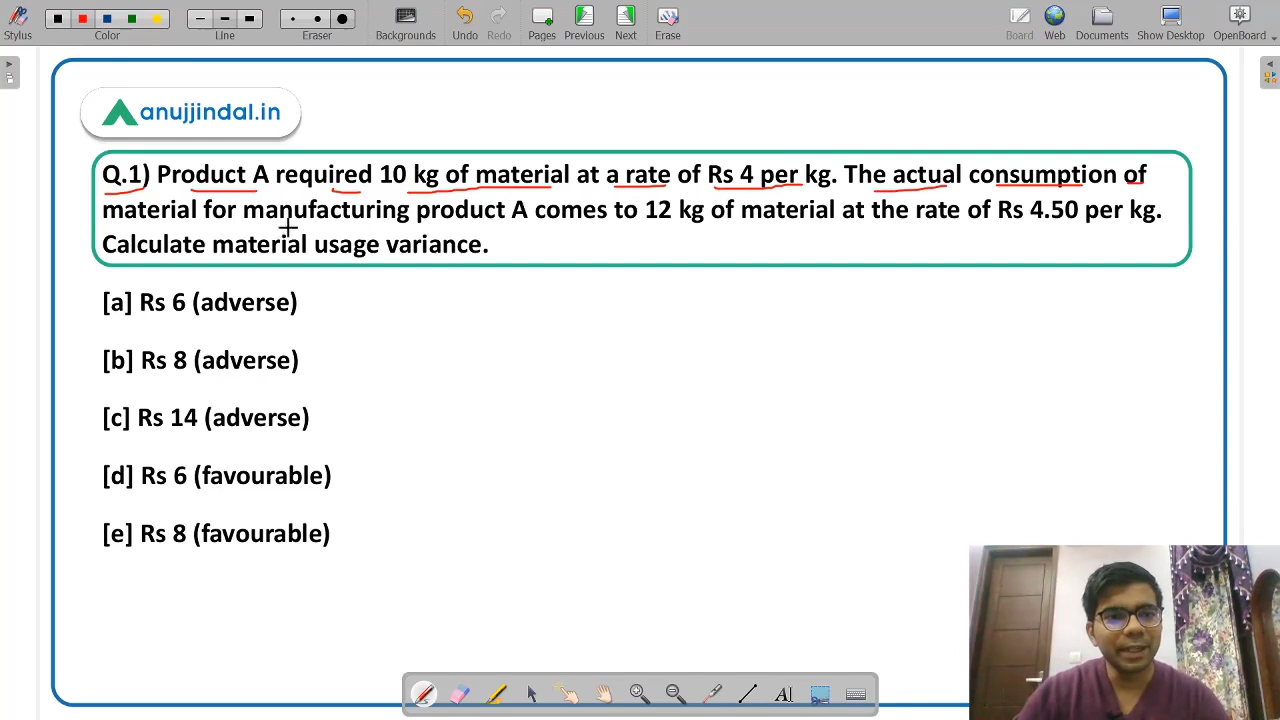 Stylus Color Line Eraser Backgrounds Undo Redo Pages Previous Next Erase Board Web Documents Show Desktop OpenBoard
anujjindal.in
Q.1) Product A required 10 kg of material at a rate of Rs 4 per kg. The actual consumption of
material for manufacturing product A comes to 12 kg of material at the rate of Rs 4.50 per kg.
Calculate material usage variance.
[a] Rs 6 (adverse)
[b] Rs 8 (adverse)
[c] Rs 14 (adverse)
[d] Rs 6 (favourable)
[e] Rs 8 (favourable)